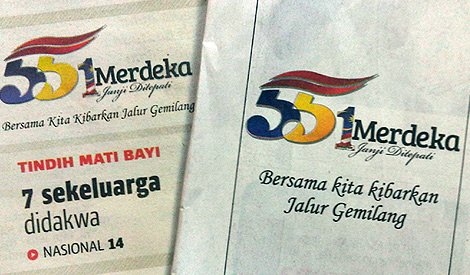 55 1Merdeka
Janji Ditepati
Bersama Kita Kibarkan Jalur Gemilang
TINDIH MATI BAYI
7 sekeluarga
didakwa
NASIONAL 14
55 1Merdeka
Janji Ditepati
Bersama kita kibarkan
Jalur Gemilang